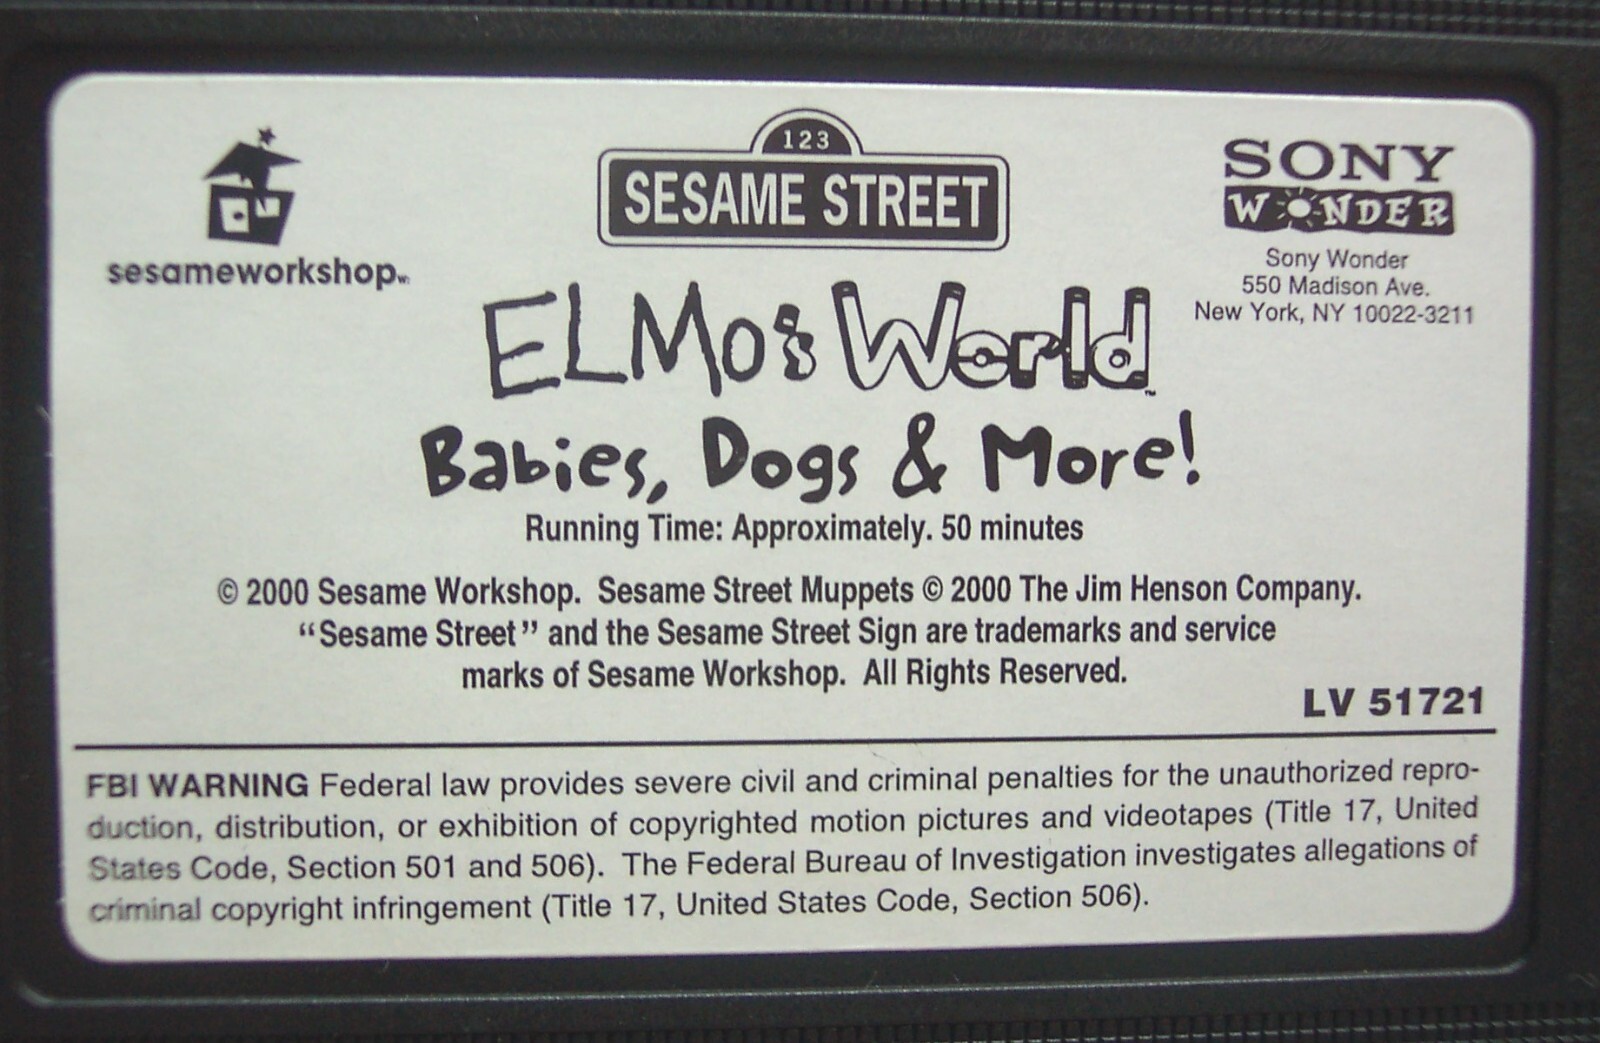 123
SESAME STREET
sesameworkshop
SONY
WONDER
Sony Wonder
550 Madison Ave.
New York, NY 10022-3211
ELMo's World™
Babies, Dogs & More!
Running Time: Approximately. 50 minutes
© 2000 Sesame Workshop. Sesame Street Muppets © 2000 The Jim Henson Company.
“Sesame Street” and the Sesame Street Sign are trademarks and service
marks of Sesame Workshop. All Rights Reserved.
LV 51721
FBI WARNING Federal law provides severe civil and criminal penalties for the unauthorized repro-
duction, distribution, or exhibition of copyrighted motion pictures and videotapes (Title 17, United
States Code, Section 501 and 506). The Federal Bureau of Investigation investigates allegations of
criminal copyright infringement (Title 17, United States Code, Section 506).